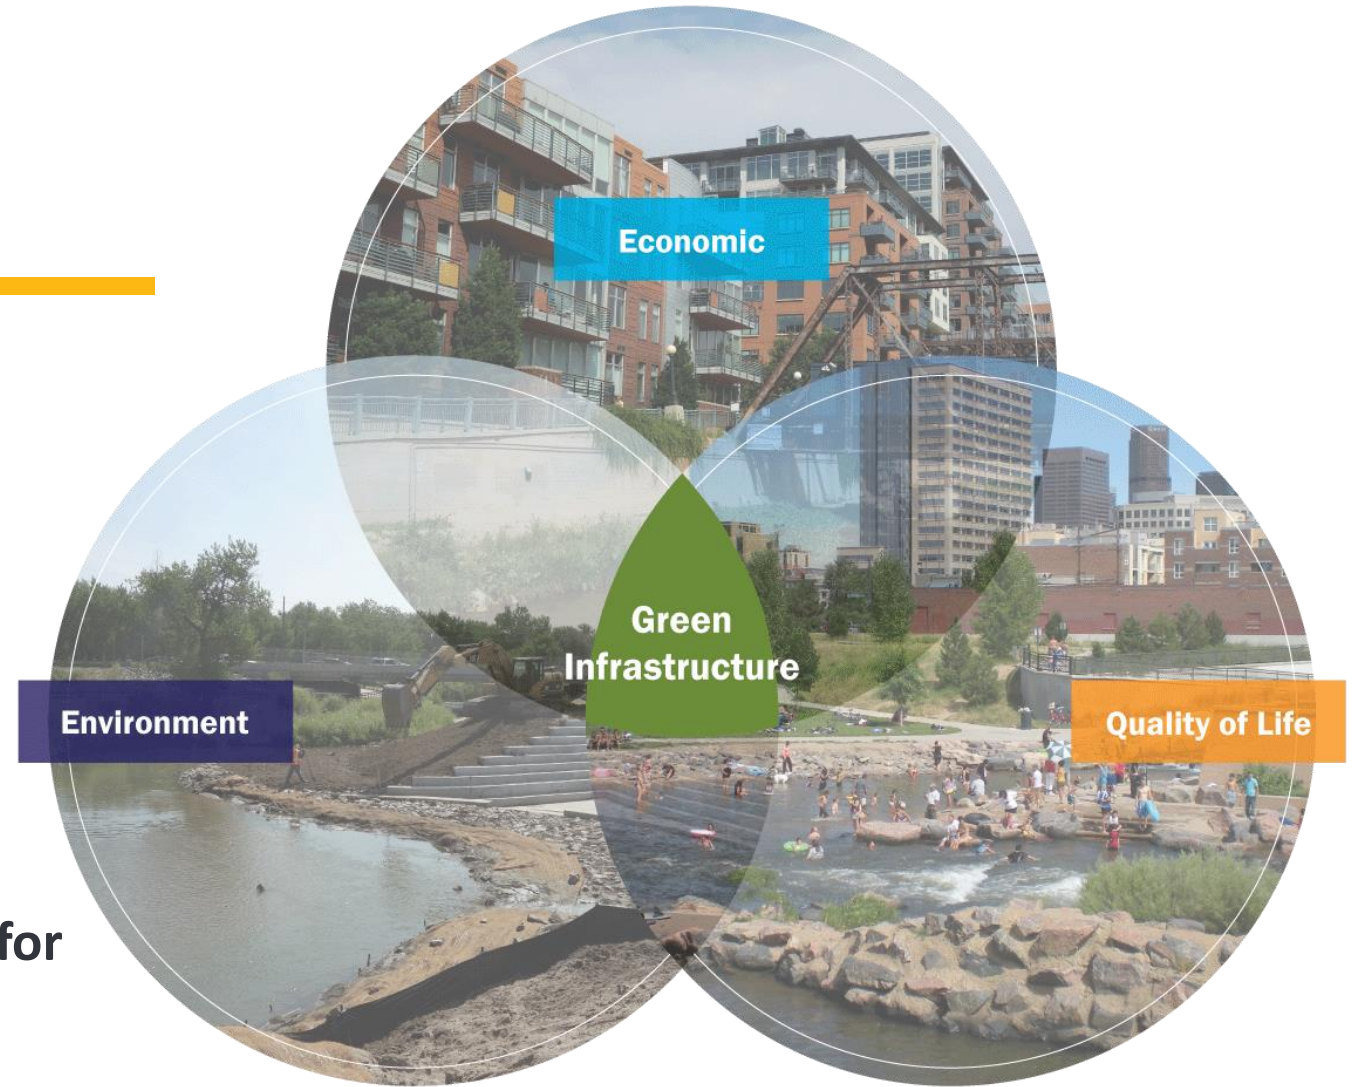 Economic
Green
Infrastructure
Environment
Quality of Life
for